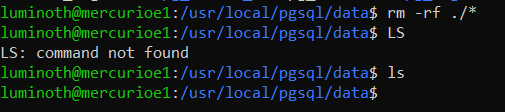 luminoth@mercurioe1:/usr/local/pgsql/data$ rm -rf ./*
luminoth@mercurioe1:/usr/local/pgsql/data$ LS
LS: command not found
luminoth@mercurioe1:/usr/local/pgsql/data$ ls
luminoth@mercurioe1:/usr/local/pgsql/data$